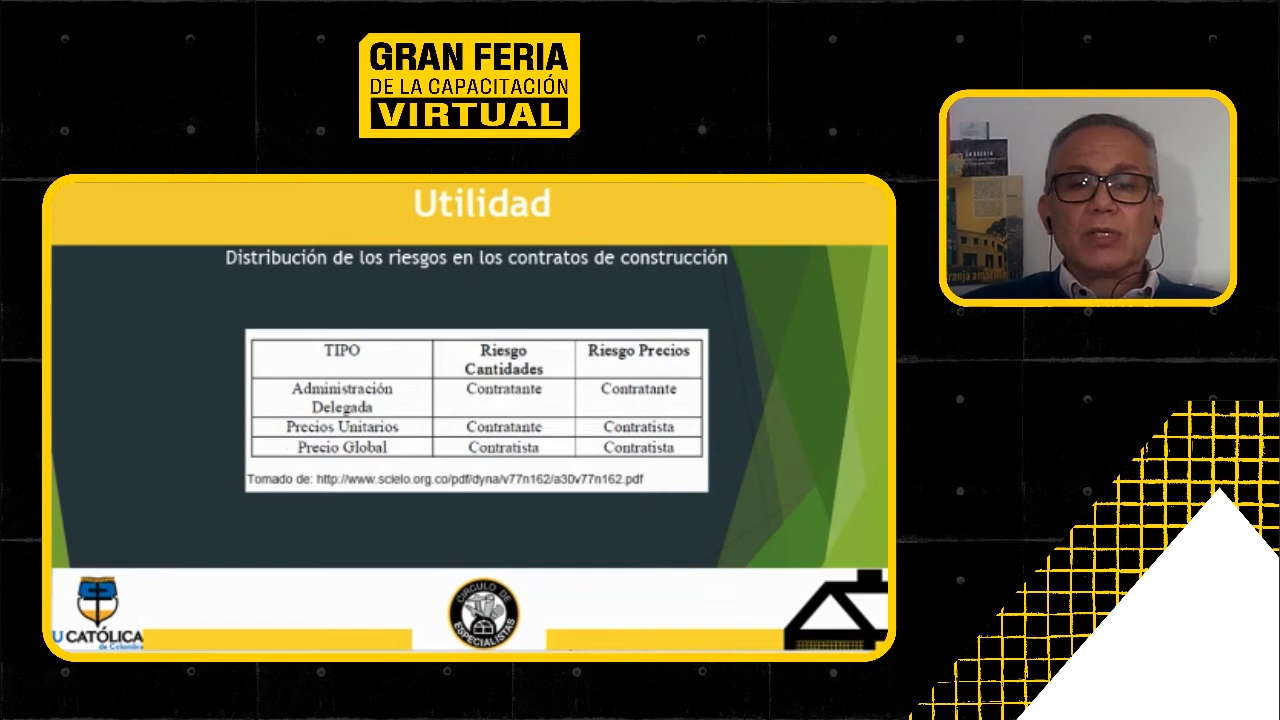 GRAN FERIA
DE LA CAPACITACIÓN
VIRTUAL
Utilidad
Distribución de los riesgos en los contratos de construcción
TIPO
Riesgo
Cantidades
Riesgo Precios
Administración
Delegada
Contratante
Contratante
Precios Unitarios
Contratante
Contratista
Precio Global
Contratista
Contratista
Tomado de: http://www.scielo.org.co/pdf/dyna/v77n162/a30v77n162.pdf
U CATÓLICA
de Colombia
CIRCULO DE
ESPECIALISTAS